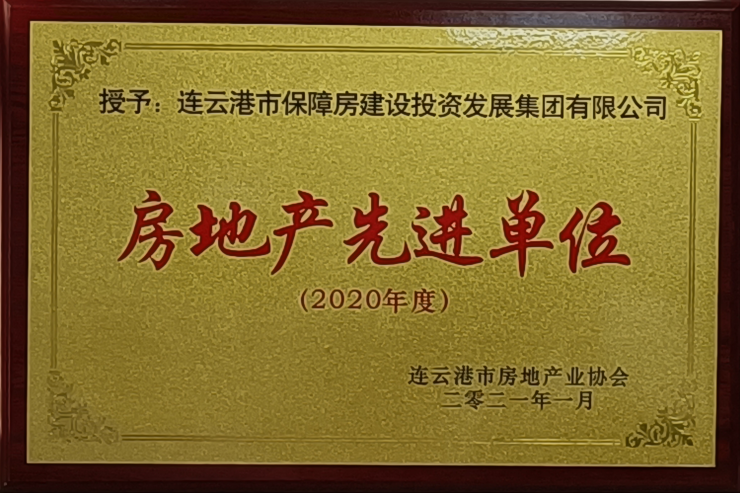 授予：连云港市保障房建设投资发展集团有限公司
房地产先进单位
（2020年度）
连云港市房地产业协会
二零二一年一月